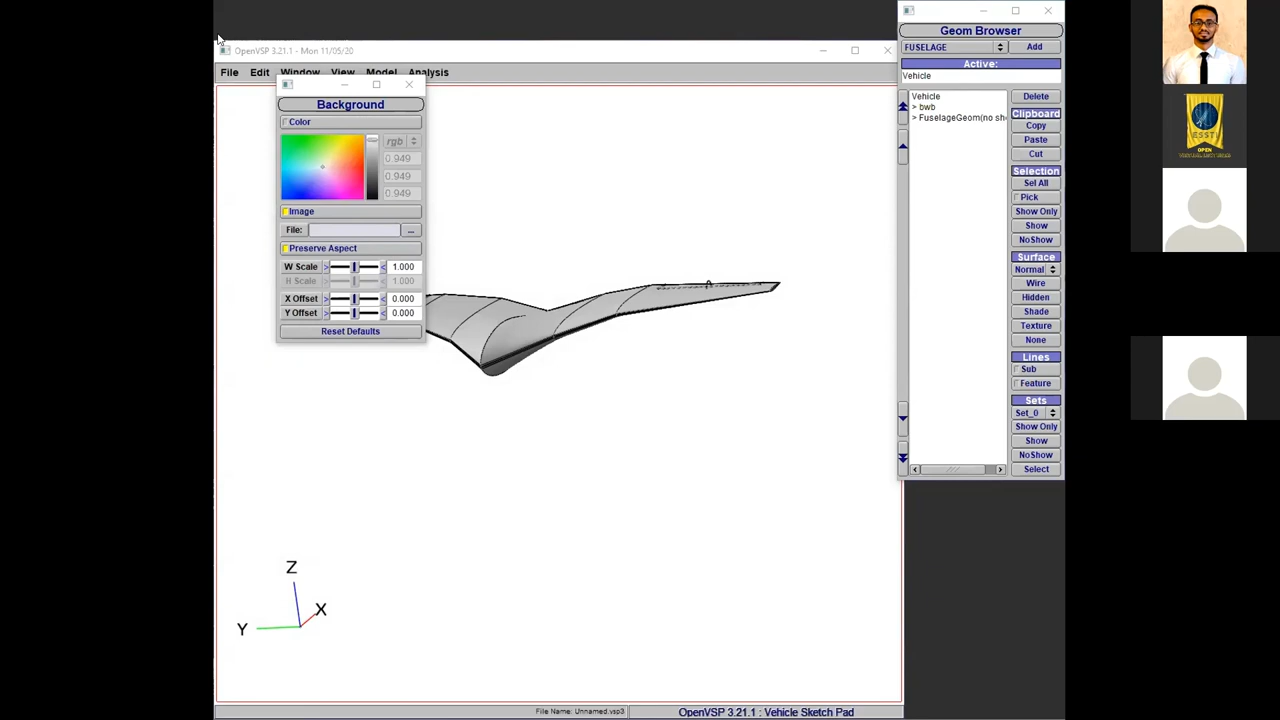 OpenVSP 3.21.1 - Mon 11/05/20
File Edit Window View Model Analysis
Background
Color
rgb
0.949
0.949
0.949
Image
File: ...
Preserve Aspect
W Scale > < 1.000
H Scale > < 1.000
X Offset > < 0.000
Y Offset > < 0.000
Reset Defaults
Z
X
Y
File Name: Unnamed.vsp3
OpenVSP 3.21.1 : Vehicle Sketch Pad
Geom Browser
FUSELAGE Add
Active:
Vehicle
Vehicle
> bwb
> FuselageGeom(no sh
Delete
Clipboard
Copy
Paste
Cut
Selection
Sel All
Pick
Show Only
Show
NoShow
Surface
Normal
Wire
Hidden
Shade
Texture
None
Lines
Sub
Feature
Sets
Set_0
Show Only
Show
NoShow
Select
ESSTI
OPEN